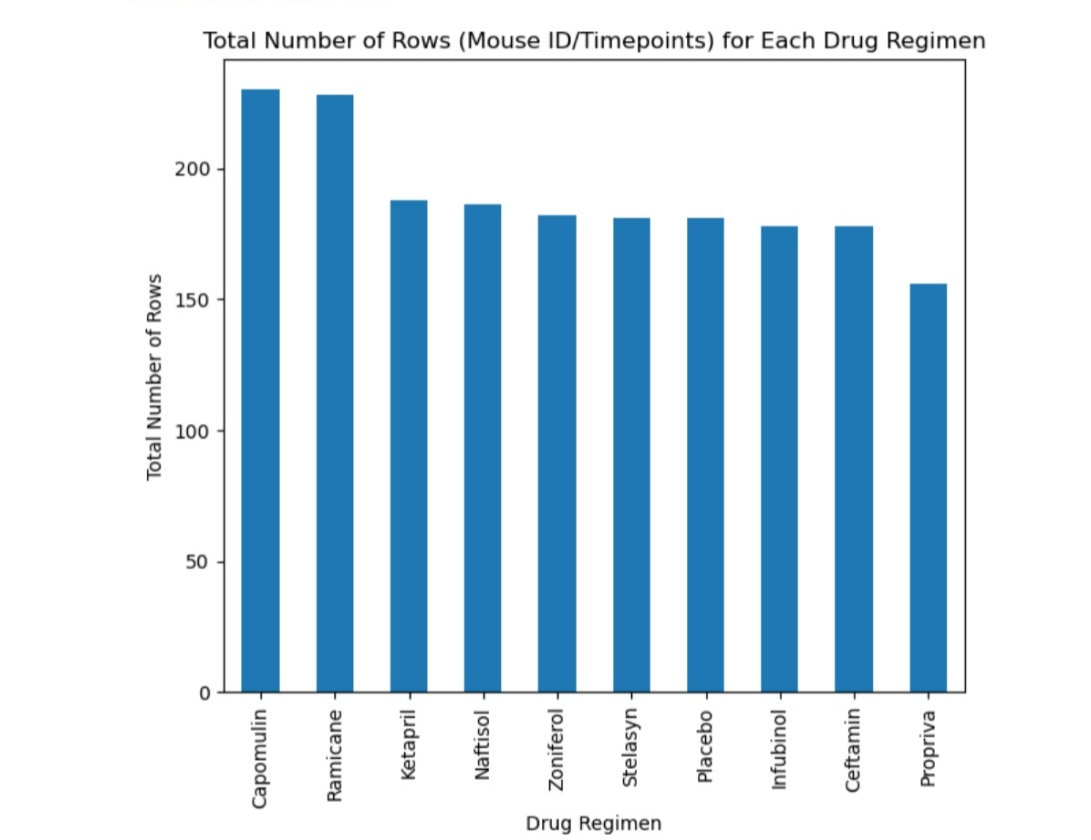 Total Number of Rows (Mouse ID/Timepoints) for Each Drug Regimen
Total Number of Rows
200
150
100
50
0
Capomulin
Ramicane
Ketapril
Naftisol
Zoniferol
Stelasyn
Placebo
Infubinol
Ceftamin
Propriva
Drug Regimen